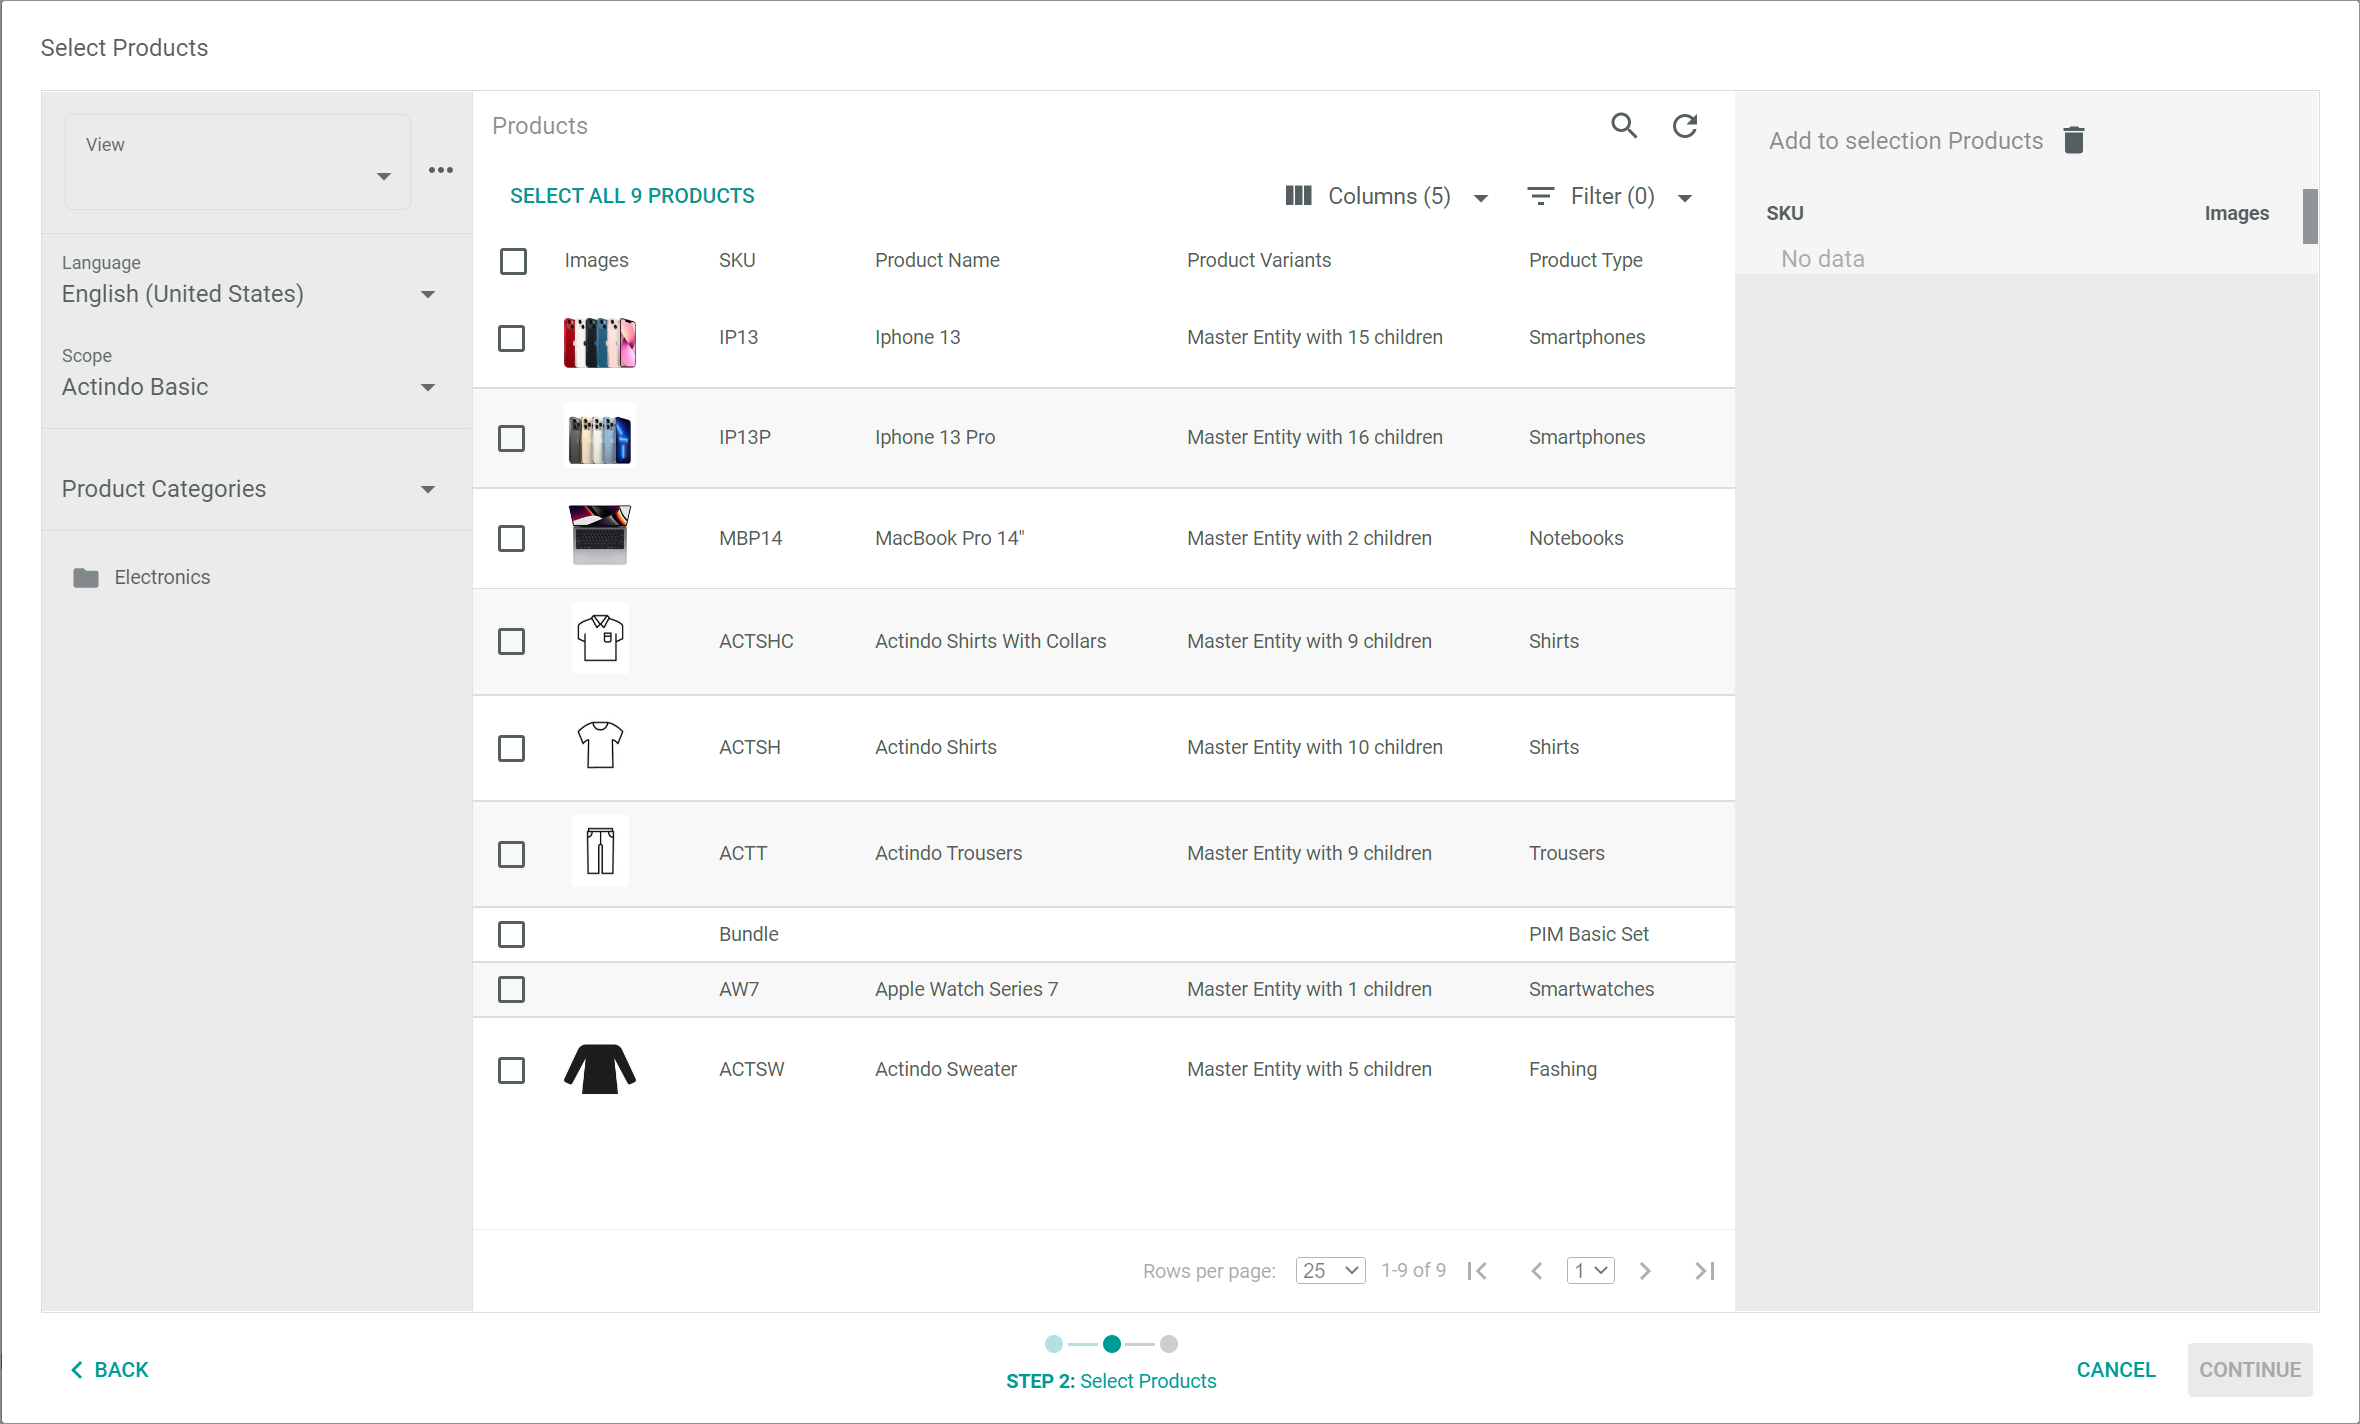 Select Products
View
Language
English (United States)
Scope
Actindo Basic
Product Categories
Electronics
Products
SELECT ALL 9 PRODUCTS
Columns (5)
Filter (0)
Images SKU Product Name Product Variants Product Type
IP13 Iphone 13 Master Entity with 15 children Smartphones
IP13P Iphone 13 Pro Master Entity with 16 children Smartphones
MBP14 MacBook Pro 14" Master Entity with 2 children Notebooks
ACTSHC Actindo Shirts With Collars Master Entity with 9 children Shirts
ACTSH Actindo Shirts Master Entity with 10 children Shirts
ACTT Actindo Trousers Master Entity with 9 children Trousers
Bundle PIM Basic Set
AW7 Apple Watch Series 7 Master Entity with 1 children Smartwatches
ACTSW Actindo Sweater Master Entity with 5 children Fashing
Rows per page: 25 1-9 of 9 1
Add to selection Products
SKU Images
No data
BACK
STEP 2: Select Products
CANCEL
CONTINUE